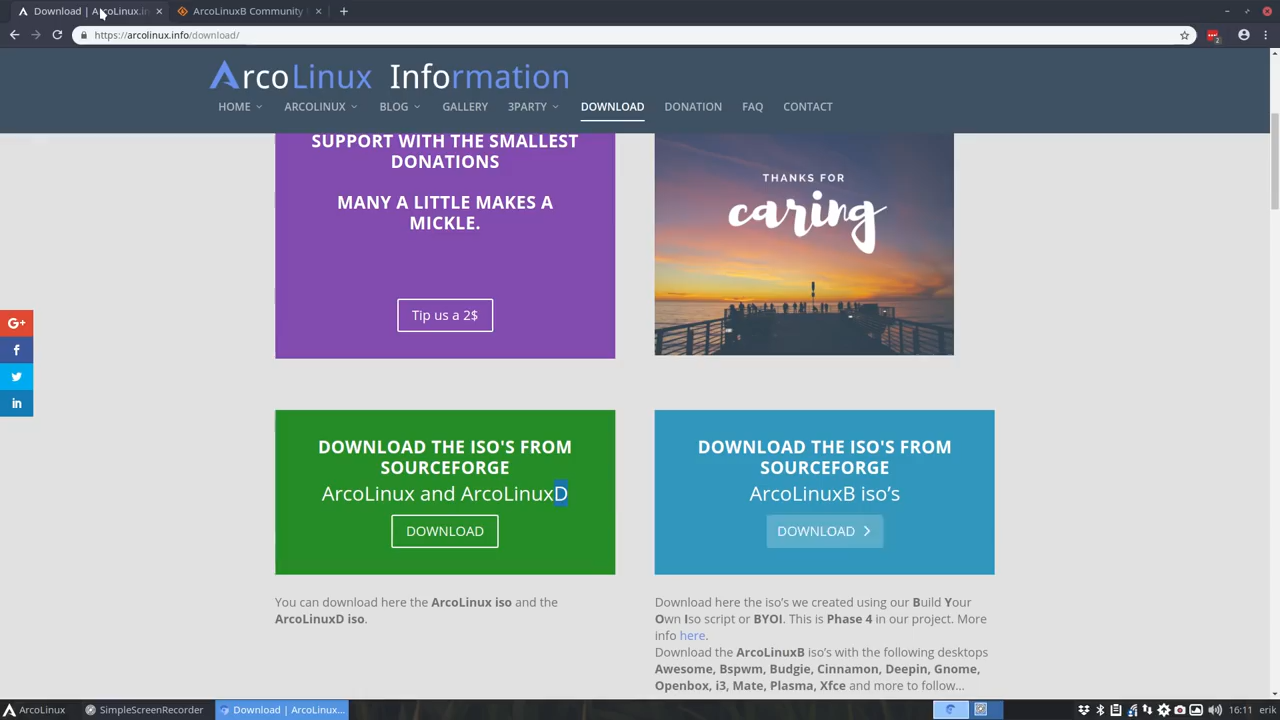 Download | ArcoLinux.in
ArcoLinuxB Community
https://arcolinux.info/download/
2
ArcoLinux Information
HOME
ARCOLINUX
BLOG
GALLERY
3PARTY
DOWNLOAD
DONATION
FAQ
CONTACT
SUPPORT WITH THE SMALLEST
DONATIONS
MANY A LITTLE MAKES A
MICKLE.
Tip us a 2$
THANKS FOR
caring
G+
f
in
DOWNLOAD THE ISO'S FROM
SOURCEFORGE
ArcoLinux and ArcoLinuxD
DOWNLOAD
You can download here the ArcoLinux iso and the
ArcoLinuxD iso.
DOWNLOAD THE ISO'S FROM
SOURCEFORGE
ArcoLinuxB iso’s
DOWNLOAD
Download here the iso’s we created using our Build Your
Own Iso script or BYOI. This is Phase 4 in our project. More
info here.
Download the ArcoLinuxB iso’s with the following desktops
Awesome, Bspwm, Budgie, Cinnamon, Deepin, Gnome,
Openbox, i3, Mate, Plasma, Xfce and more to follow…
ArcoLinux
SimpleScreenRecorder
Download | ArcoLinux...
16:11
erik